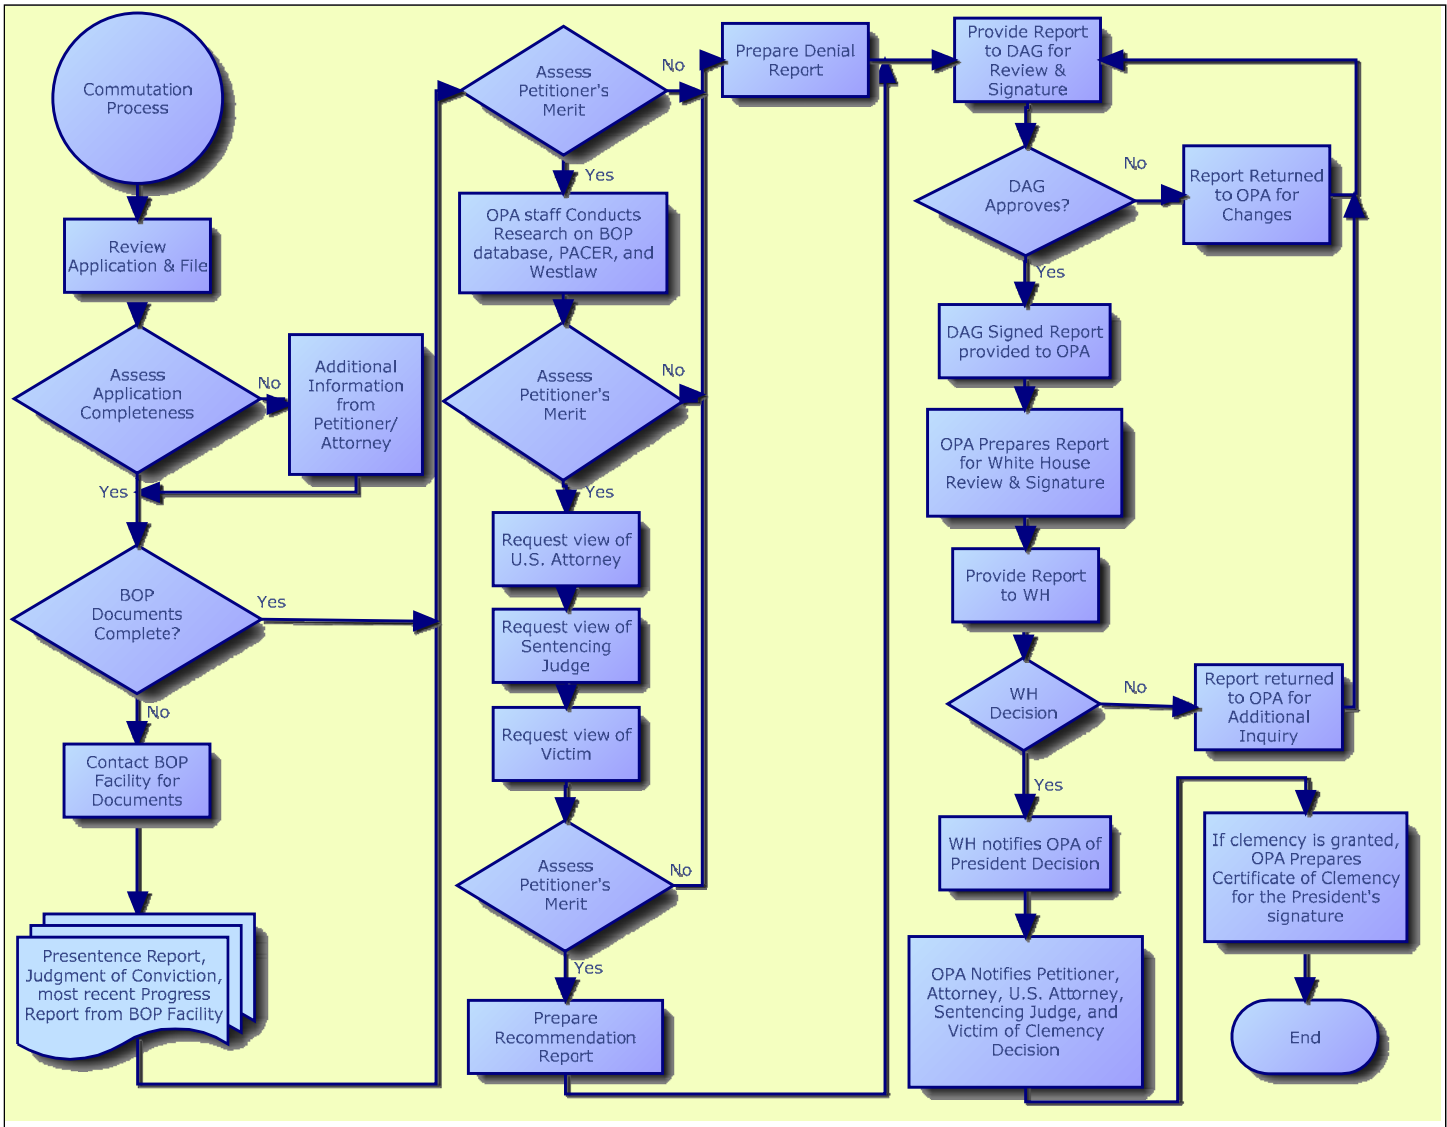 Commutation
Process
Review
Application & File
Assess
Application
Completeness
No
Additional
Information
from
Petitioner/
Attorney
Yes
BOP
Documents
Complete?
Yes
No
Contact BOP
Facility for
Documents
Presentence Report,
Judgment of Conviction,
most recent Progress
Report from BOP Facility
Assess
Petitioner's
Merit
No
Yes
OPA staff Conducts
Research on BOP
database, PACER, and
Westlaw
Assess
Petitioner's
Merit
No
Yes
Request view of
U.S. Attorney
Request view of
Sentencing
Judge
Request view of
Victim
Assess
Petitioner's
Merit
No
Yes
Prepare
Recommendation
Report
Prepare Denial
Report
Provide Report
to DAG for
Review &
Signature
DAG
Approves?
No
Report Returned
to OPA for
Changes
Yes
DAG Signed Report
provided to OPA
OPA Prepares Report
for White House
Review & Signature
Provide Report
to WH
WH
Decision
No
Report returned
to OPA for
Additional
Inquiry
Yes
WH notifies OPA of
President Decision
OPA Notifies Petitioner,
Attorney, U.S. Attorney,
Sentencing Judge, and
Victim of Clemency
Decision
If clemency is granted,
OPA Prepares
Certificate of Clemency
for the President's
signature
End